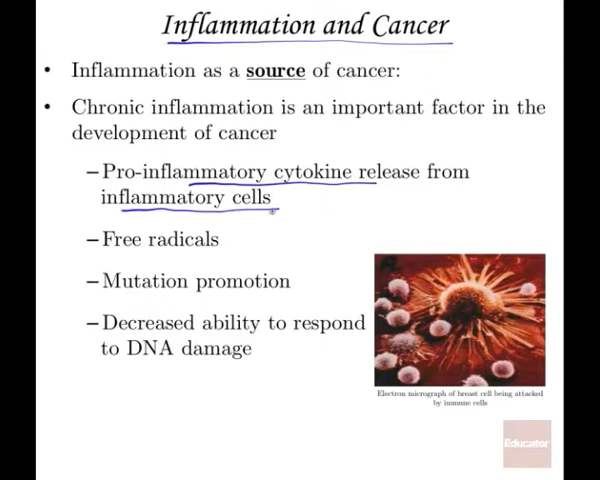 Inflammation and Cancer
• Inflammation as a source of cancer:
• Chronic inflammation is an important factor in the
development of cancer
– Pro-inflammatory cytokine release from
inflammatory cells
– Free radicals
– Mutation promotion
– Decreased ability to respond
to DNA damage
Electron micrograph of breast cell being attacked
by immune cells
Educator